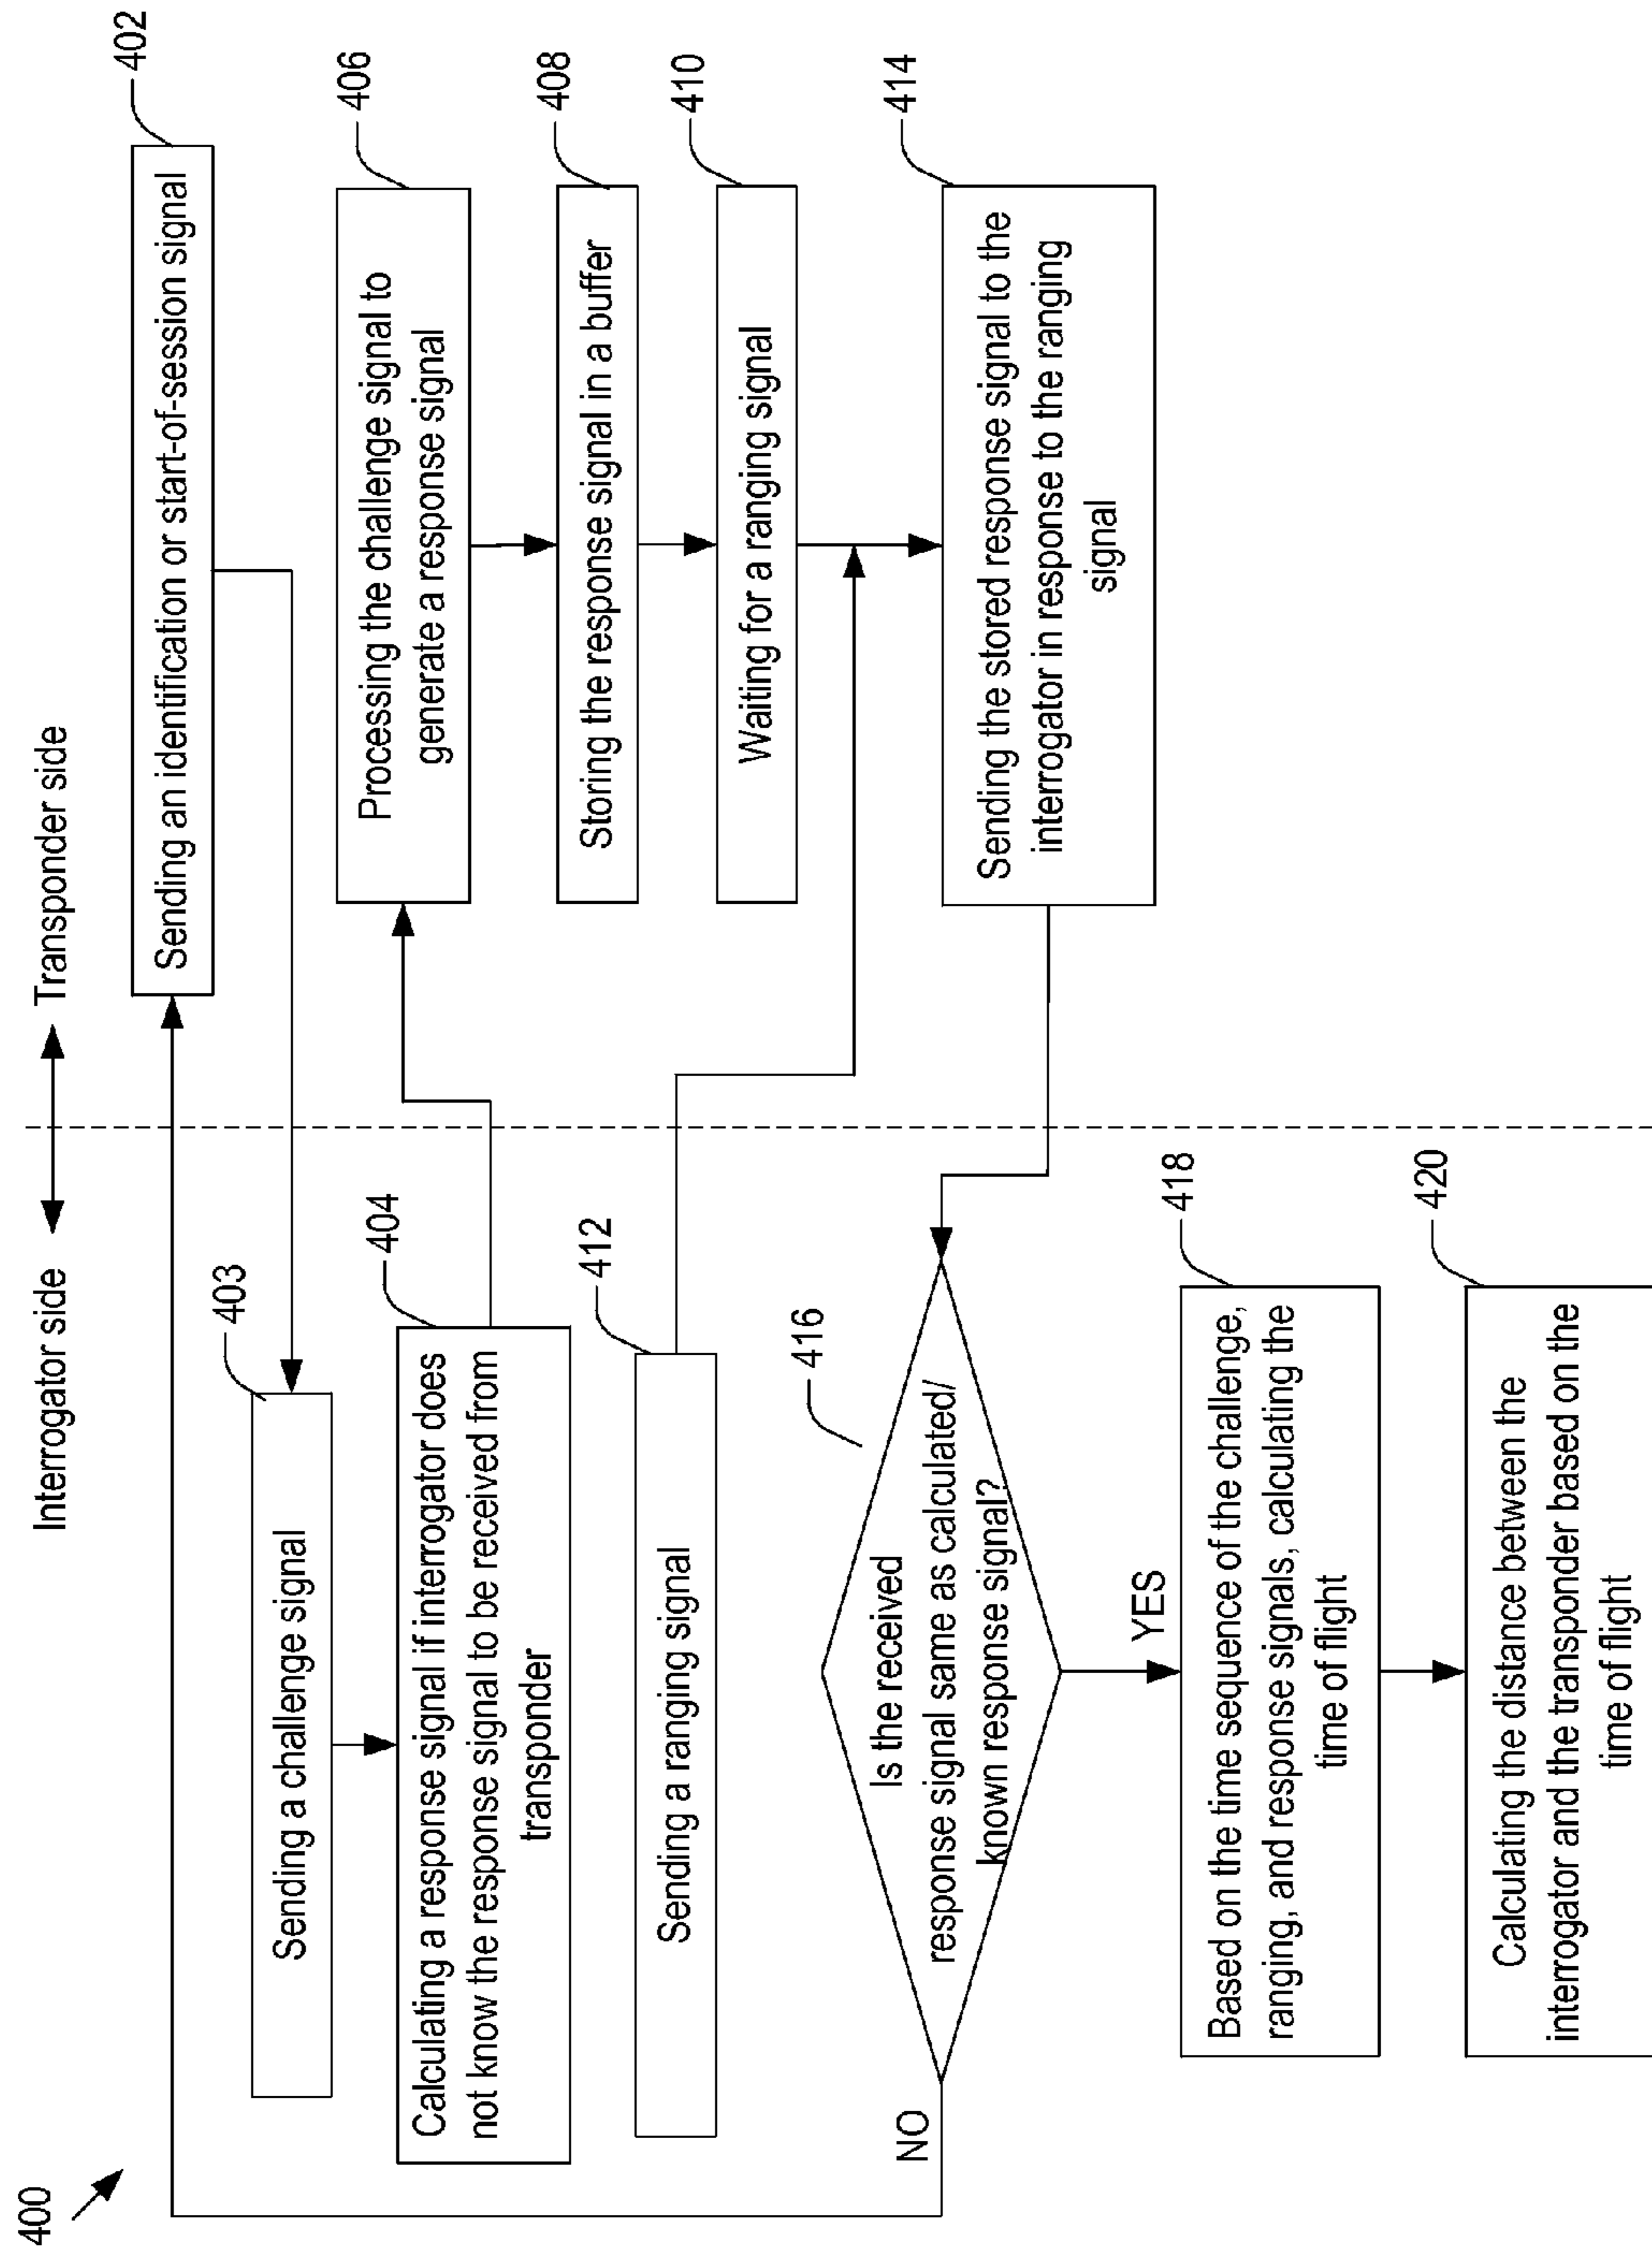 400
Interrogator side
Transponder side
402
Sending an identification or start-of-session signal
403
Sending a challenge signal
404
Calculating a response signal if interrogator does
not know the response signal to be received from
transponder
406
Processing the challenge signal to
generate a response signal
408
Storing the response signal in a buffer
410
Waiting for a ranging signal
412
Sending a ranging signal
414
Sending the stored response signal to the
interrogator in response to the ranging
signal
416
Is the received
response signal same as calculated/
known response signal?
NO
YES
418
Based on the time sequence of the challenge,
ranging, and response signals, calculating the
time of flight
420
Calculating the distance between the
interrogator and the transponder based on the
time of flight